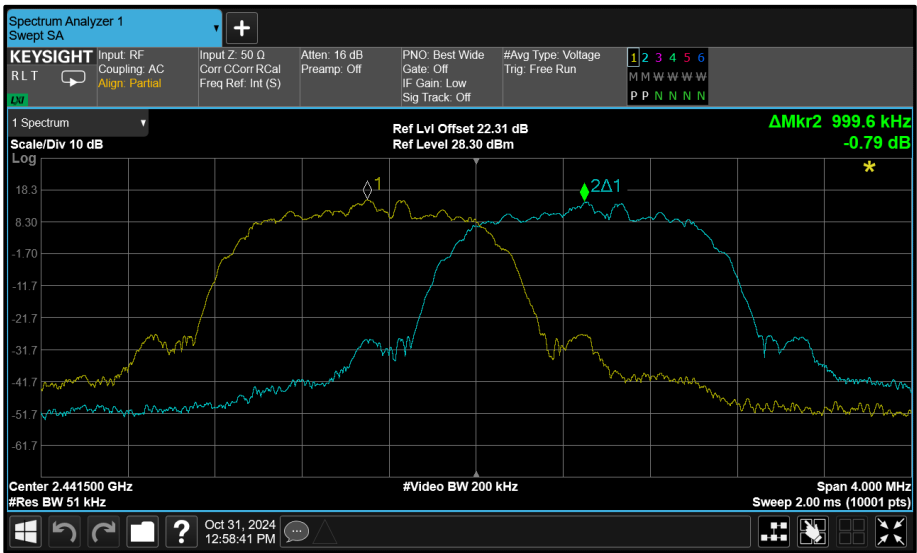 Spectrum Analyzer 1
Swept SA
▼
+
KEYSIGHT
RLT
LXI
Input: RF
Coupling: AC
Align: Partial
Input Z: 50 Ω
Corr CCorr RCal
Freq Ref: Int (S)
Atten: 16 dB
Preamp: Off
PNO: Best Wide
Gate: Off
IF Gain: Low
Sig Track: Off
#Avg Type: Voltage
Trig: Free Run
1 2 3 4 5 6
M M W W W W
P P N N N N
1 Spectrum ▼
Scale/Div 10 dB
Ref Lvl Offset 22.31 dB
Ref Level 28.30 dBm
ΔMkr2 999.6 kHz
-0.79 dB
Log
*
1
2Δ1
18.3
8.30
-1.70
-11.7
-21.7
-31.7
-41.7
-51.7
-61.7
Center 2.441500 GHz
#Video BW 200 kHz
Span 4.000 MHz
#Res BW 51 kHz
Sweep 2.00 ms (10001 pts)
?
Oct 31, 2024
12:58:41 PM